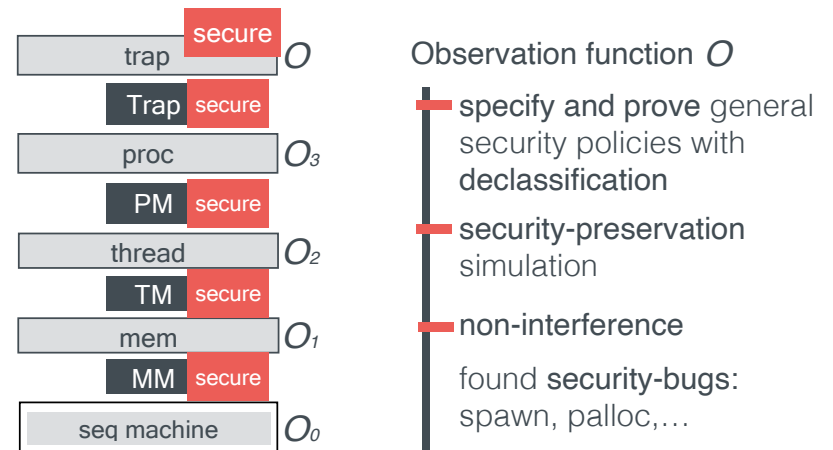 secure
trap O
Trap secure
proc O3
PM secure
thread O2
TM secure
mem O1
MM secure
seq machine O0
Observation function O
specify and prove general
security policies with
declassification
security-preservation
simulation
non-interference
found security-bugs:
spawn, palloc,…